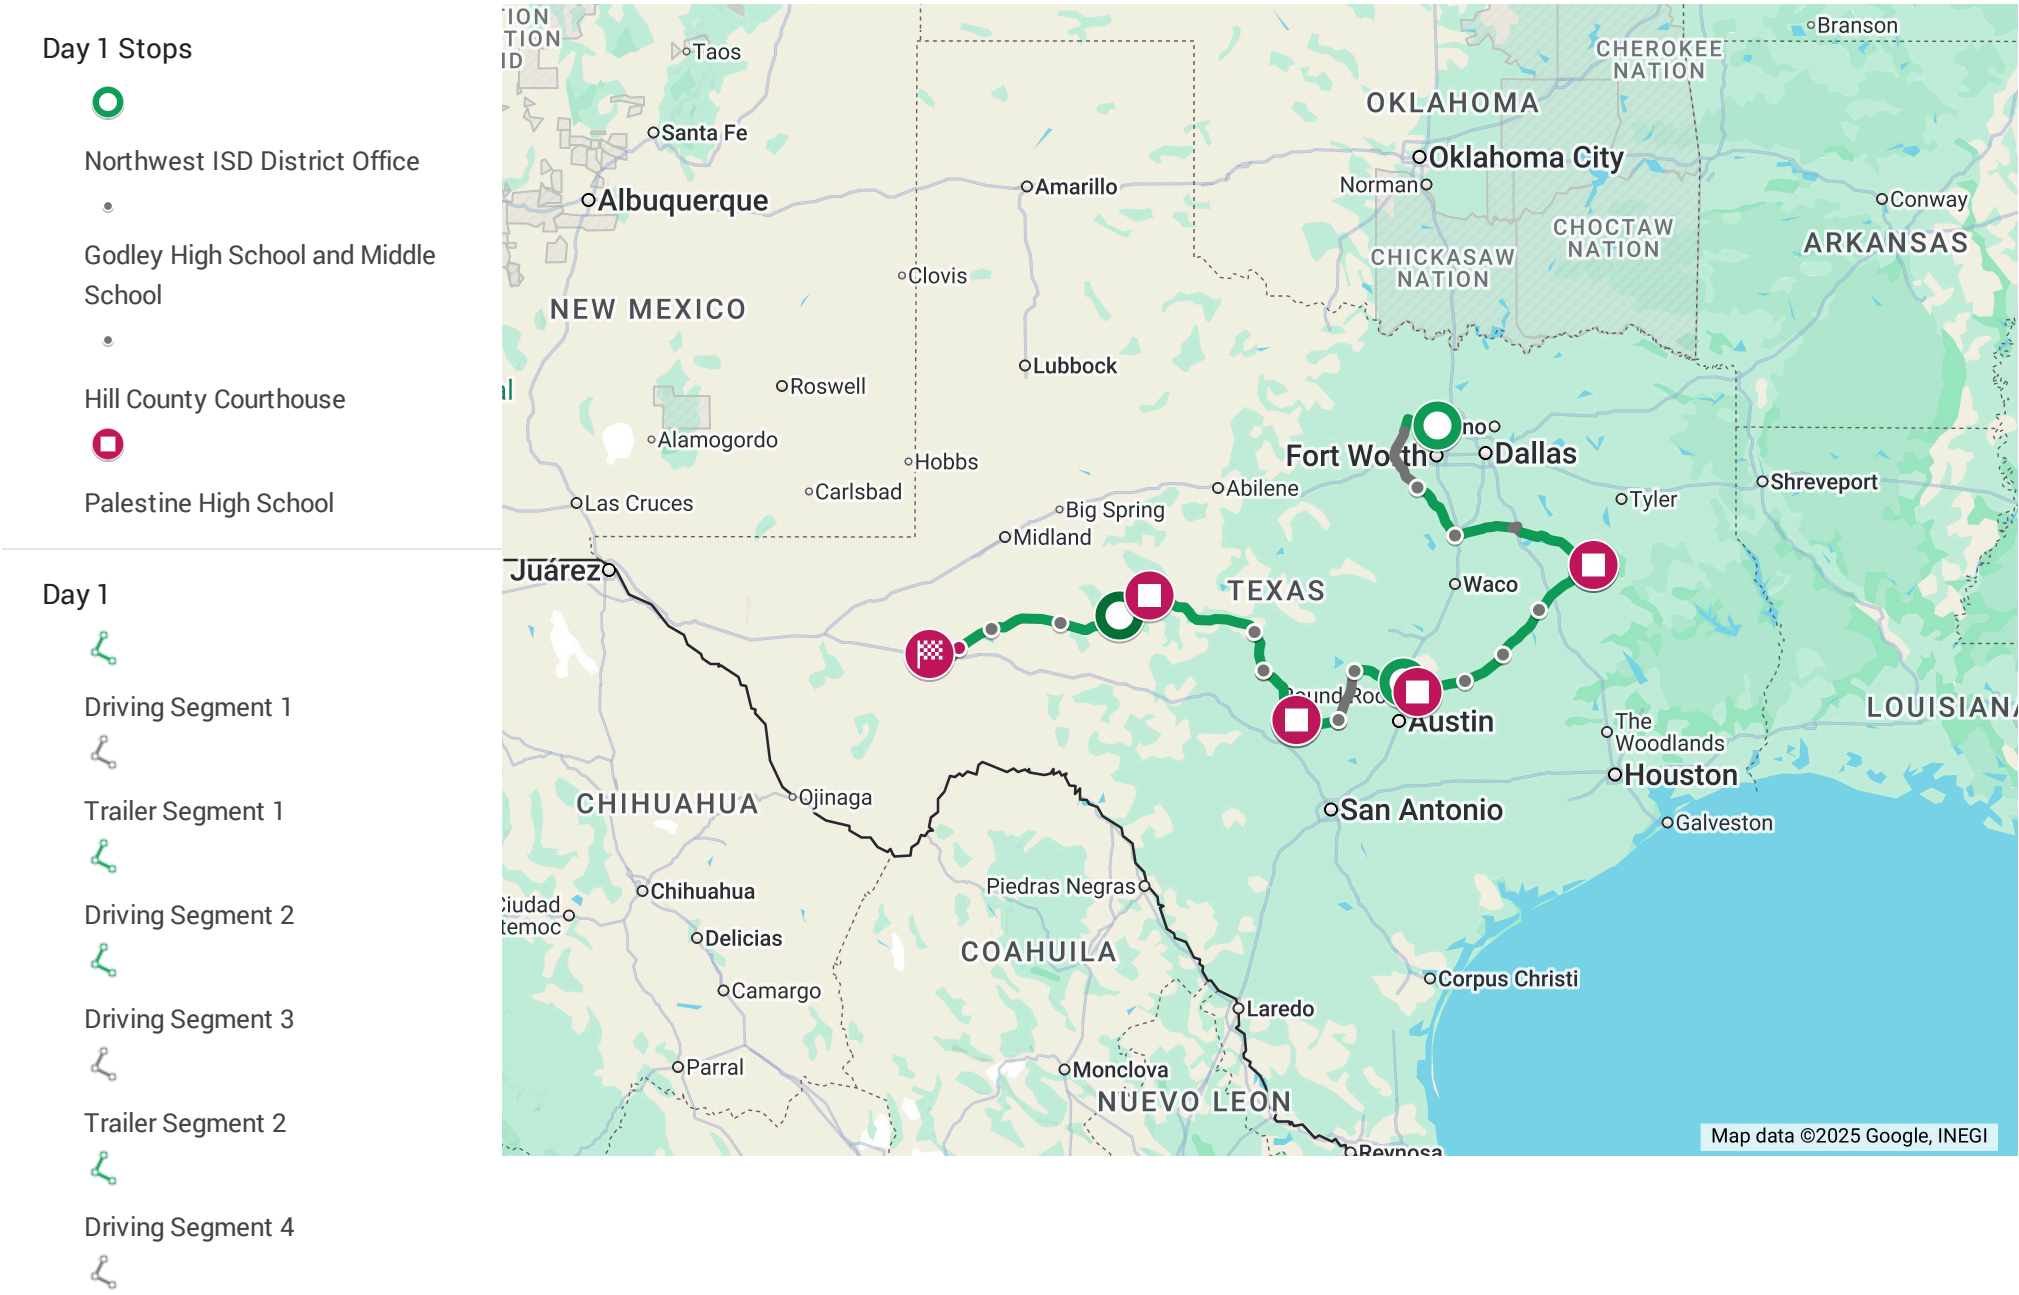 Day 1 Stops
Northwest ISD District Office
Godley High School and Middle
School
Hill County Courthouse
Palestine High School
Day 1
Driving Segment 1
Trailer Segment 1
Driving Segment 2
Driving Segment 3
Trailer Segment 2
Driving Segment 4
Taos
Santa Fe
Albuquerque
NEW MEXICO
Clovis
Roswell
Alamogordo
Hobbs
Carlsbad
Las Cruces
Juárez
Amarillo
Lubbock
Big Spring
Midland
Abilene
OKLAHOMA
Oklahoma City
Norman
CHEROKEE
NATION
CHOCTAW
NATION
CHICKASAW
NATION
Branson
Conway
ARKANSAS
Fort Worth
Dallas
Tyler
Shreveport
TEXAS
Waco
Round Roc
Austin
The
Woodlands
Houston
San Antonio
Galveston
LOUISIANA
CHIHUAHUA
Ojinaga
Chihuahua
Ciudad
temoc
Delicias
Camargo
Parral
Piedras Negras
COAHUILA
Monclova
NUEVO LEON
Laredo
Corpus Christi
Reynosa
Map data ©2025 Google, INEGI